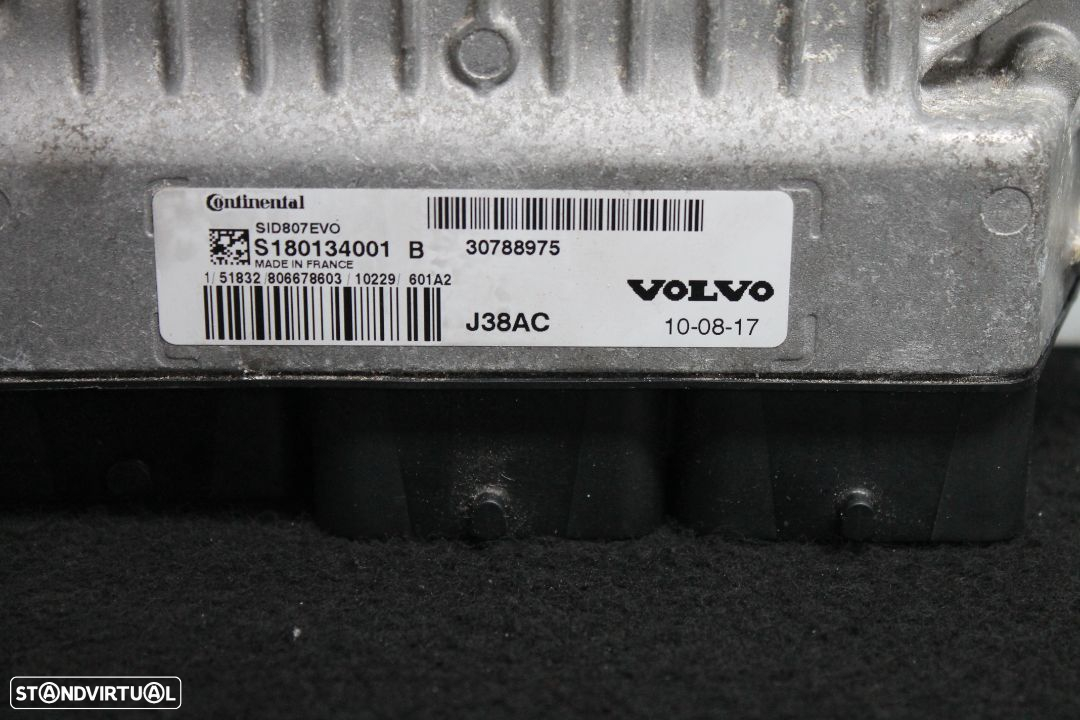 Continental
SID807EVO
S180134001 B 30788975
MADE IN FRANCE
1/ 51832 /806678603 /10229/ 601A2
VOLVO
J38AC
10-08-17
STANDVIRTUAL